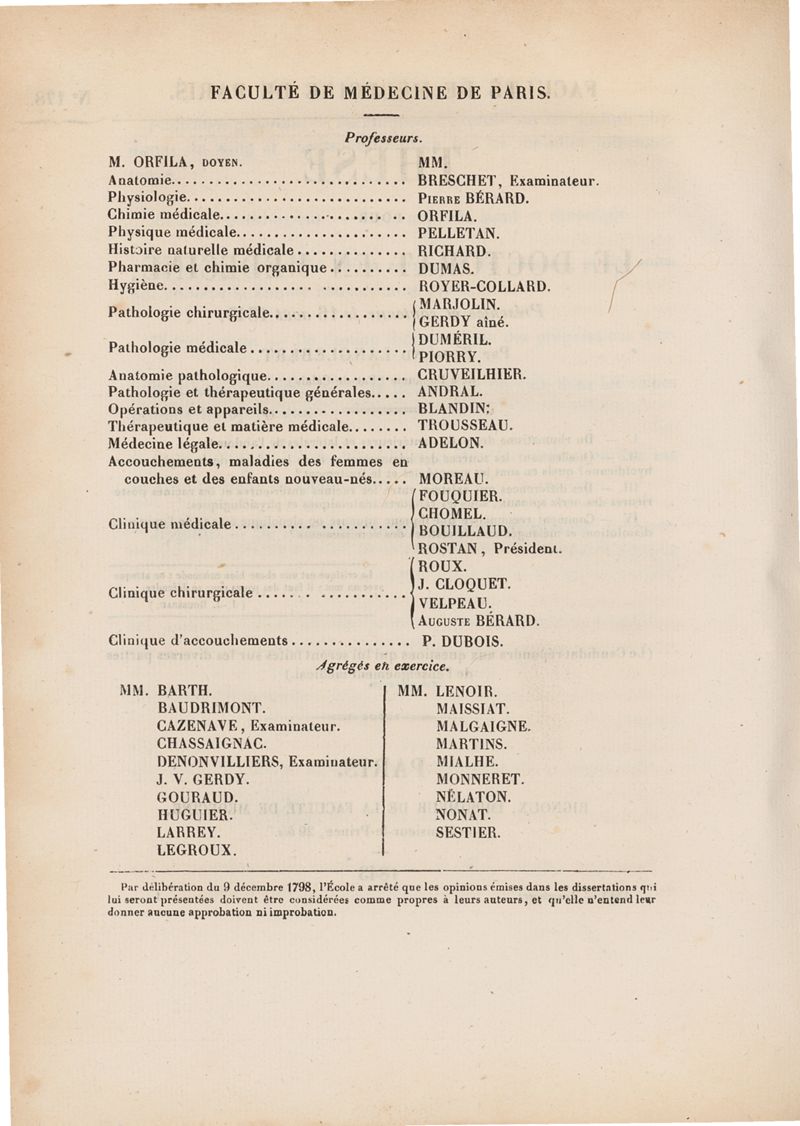 FACULTÉ DE MÉDECINE DE PARIS.
Professeurs.
M. ORFILA, DOYEN. MM.
Anatomie............................. BRESCHET, Examinateur.
Physiologie........................... PIERRE BÉRARD.
Chimie médicale....................... ORFILA.
Physique médicale..................... PELLETAN.
Histoire naturelle médicale.............. RICHARD.
Pharmacie et chimie organique.......... DUMAS.
Hygiène.............................. ROYER-COLLARD.
Pathologie chirurgicale................. MARJOLIN.
GERDY aîné.
Pathologie médicale.................... DUMÉRIL.
PIORRY.
Anatomie pathologique................. CRUVEILHIER.
Pathologie et thérapeutique générales..... ANDRAL.
Opérations et appareils................. BLANDIN;
Thérapeutique et matière médicale........ TROUSSEAU.
Médecine légale........................ ADELON.
Accouchements, maladies des femmes en
couches et des enfants nouveau-nés..... MOREAU.
Clinique médicale...................... FOUQUIER.
CHOMEL.
BOUILLAUD.
ROSTAN, Président.
Clinique chirurgicale................... ROUX.
J. CLOQUET.
VELPEAU.
AUGUSTE BÉRARD.
Clinique d'accouchements............... P. DUBOIS.
Agrégés en exercice.
MM. BARTH.
BAUDRIMONT.
CAZENAVE, Examinateur.
CHASSAIGNAC.
DENONVILLIERS, Examinateur.
J. V. GERDY.
GOURAUD.
HUGUIER.
LARREY.
LEGROUX.
MM. LENOIR.
MAISSIAT.
MALGAIGNE.
MARTINS.
MIALHE.
MONNERET.
NÉLATON.
NONAT.
SESTIER.
Par délibération du 9 décembre 1798, l'École a arrêté que les opinions émises dans les dissertations qui
lui seront présentées doivent être considérées comme propres à leurs auteurs, et qu'elle n'entend leur
donner aucune approbation ni improbation.